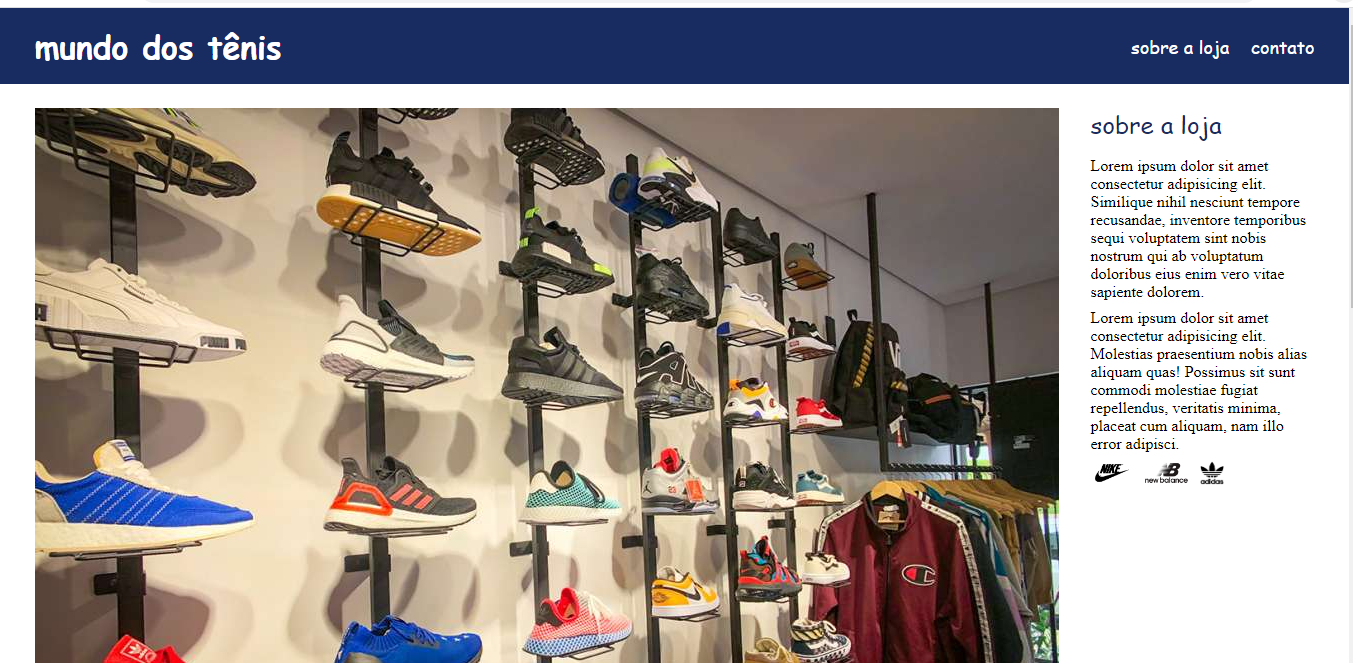 mundo dos tênis
sobre a loja
contato
sobre a loja
Lorem ipsum dolor sit amet
consectetur adipisicing elit.
Similique nihil nesciunt tempore
recusandae, inventore temporibus
sequi voluptatem sint nobis
nostrum qui ab voluptatum
doloribus eius enim vero vitae
sapiente dolorem.
Lorem ipsum dolor sit amet
consectetur adipisicing elit.
Molestias praesentium nobis alias
aliquam quas! Possimus sit sunt
commodi molestiae fugiat
repellendus, veritatis minima,
placeat cum aliquam, nam illo
error adipisci.
NIKE
NB
new balance
adidas
PUMA